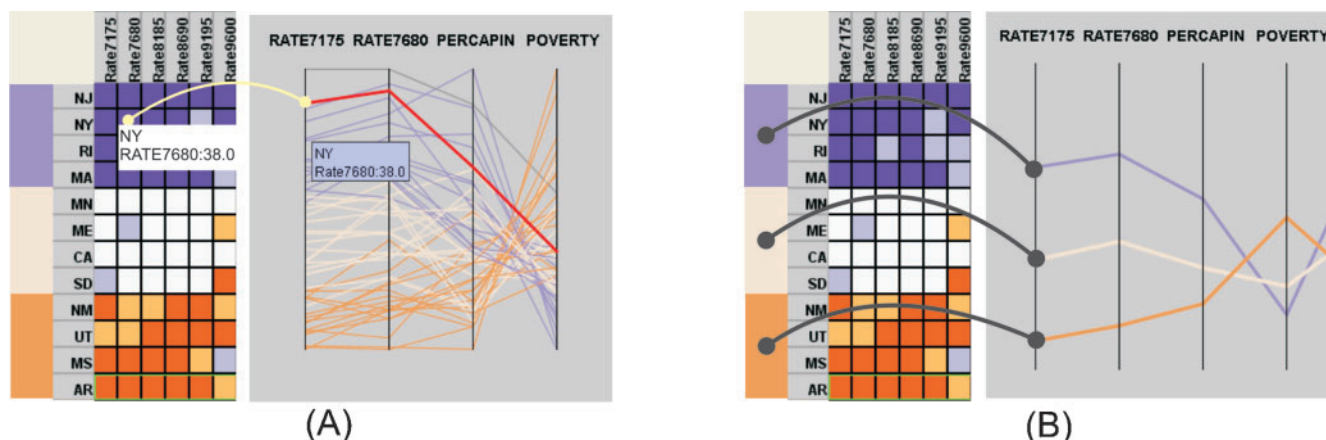 Rate7175 Rate7680 Rate8185 Rate8690 Rate9195 Rate9600
NJ
NY
RI
MA
MN
ME
CA
SD
NM
UT
MS
AR
NY
RATE7680:38.0
RATE7175 RATE7680 PERCAPIN POVERTY
NY
Rate7680:38.0
(A)
Rate7175 Rate7680 Rate8185 Rate8690 Rate9195 Rate9600
NJ
NY
RI
MA
MN
ME
CA
SD
NM
UT
MS
AR
RATE7175 RATE7680 PERCAPIN POVERTY
(B)